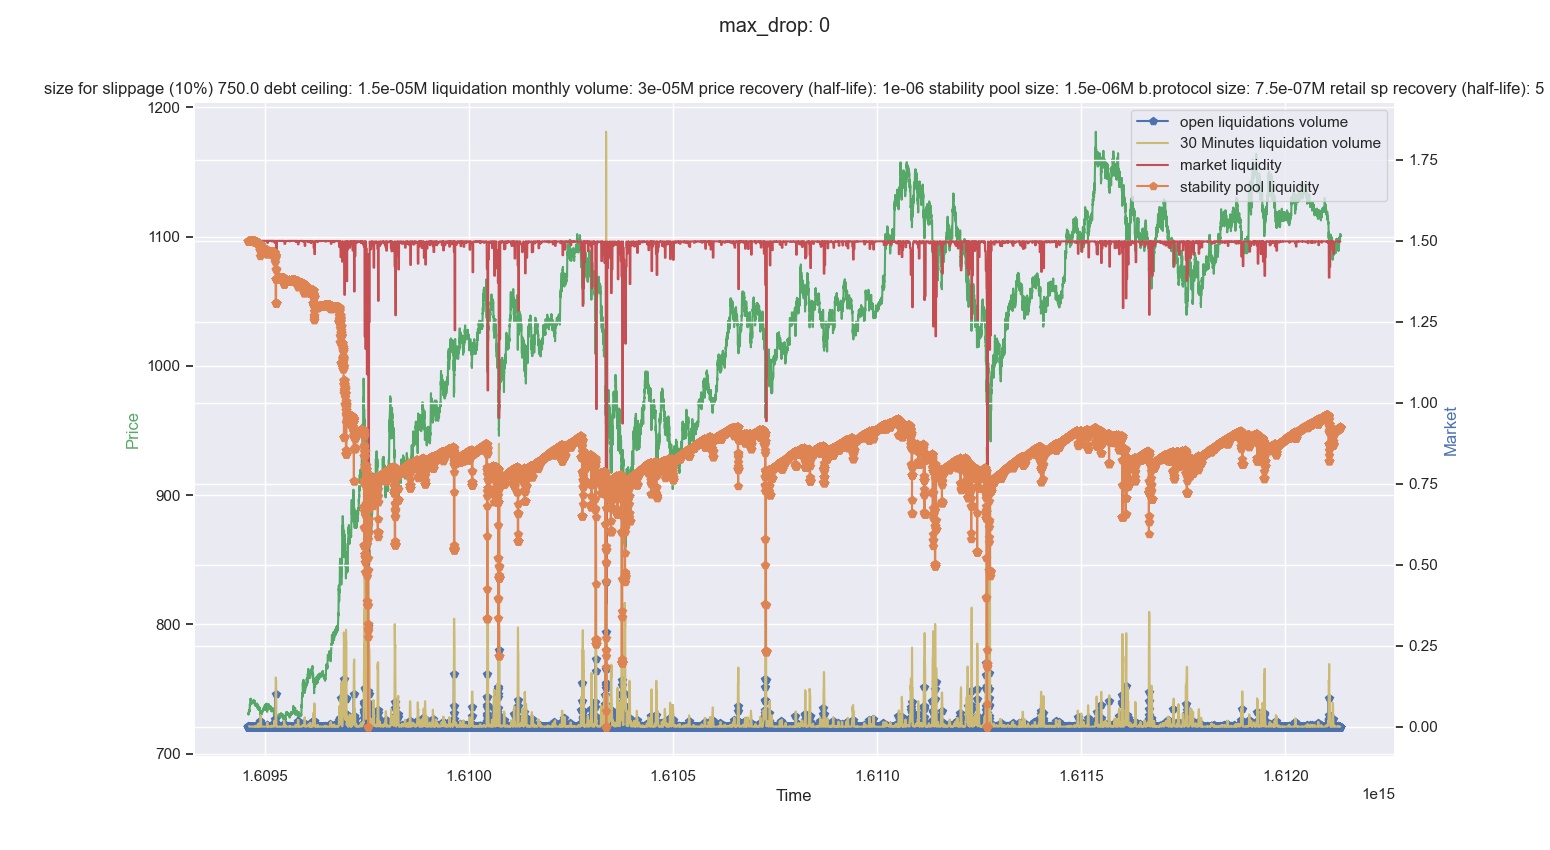 max_drop: 0
size for slippage (10%) 750.0 debt ceiling: 1.5e-05M liquidation monthly volume: 3e-05M price recovery (half-life): 1e-06 stability pool size: 1.5e-06M b.protocol size: 7.5e-07M retail sp recovery (half-life): 5
1200
1100
1000
900
800
700
Price
open liquidations volume
30 Minutes liquidation volume
market liquidity
stability pool liquidity
1.75
1.50
1.25
1.00
0.75
0.50
0.25
0.00
Market
1.6095 1.6100 1.6105 1.6110 1.6115 1.6120
Time
1e15